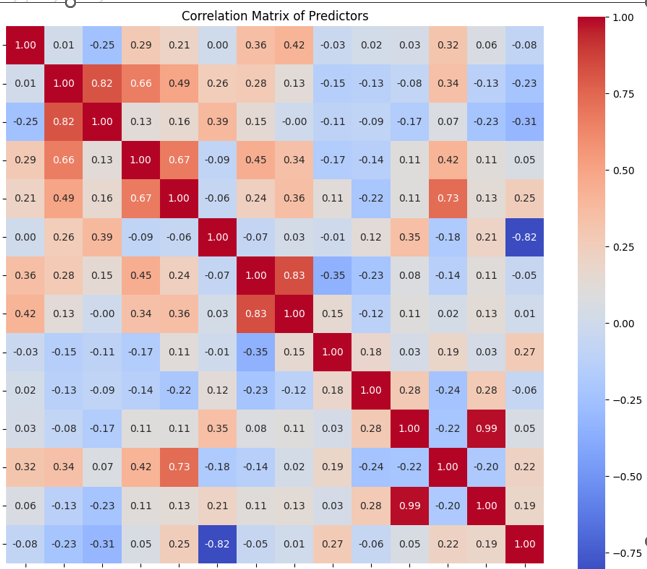 Correlation Matrix of Predictors
1.00 0.01 -0.25 0.29 0.21 0.00 0.36 0.42 -0.03 0.02 0.03 0.32 0.06 -0.08
0.01 1.00 0.82 0.66 0.49 0.26 0.28 0.13 -0.15 -0.13 -0.08 0.34 -0.13 -0.23
-0.25 0.82 1.00 0.13 0.16 0.39 0.15 -0.00 -0.11 -0.09 -0.17 0.07 -0.23 -0.31
0.29 0.66 0.13 1.00 0.67 -0.09 0.45 0.34 -0.17 -0.14 0.11 0.42 0.11 0.05
0.21 0.49 0.16 0.67 1.00 -0.06 0.24 0.36 0.11 -0.22 0.11 0.73 0.13 0.25
0.00 0.26 0.39 -0.09 -0.06 1.00 -0.07 0.03 -0.01 0.12 0.35 -0.18 0.21 -0.82
0.36 0.28 0.15 0.45 0.24 -0.07 1.00 0.83 -0.35 -0.23 0.08 -0.14 0.11 -0.05
0.42 0.13 -0.00 0.34 0.36 0.03 0.83 1.00 0.15 -0.12 0.11 0.02 0.13 0.01
-0.03 -0.15 -0.11 -0.17 0.11 -0.01 -0.35 0.15 1.00 0.18 0.03 0.19 0.03 0.27
0.02 -0.13 -0.09 -0.14 -0.22 0.12 -0.23 -0.12 0.18 1.00 0.28 -0.24 0.28 -0.06
0.03 -0.08 -0.17 0.11 0.11 0.35 0.08 0.11 0.03 0.28 1.00 -0.22 0.99 0.05
0.32 0.34 0.07 0.42 0.73 -0.18 -0.14 0.02 0.19 -0.24 -0.22 1.00 -0.20 0.22
0.06 -0.13 -0.23 0.11 0.13 0.21 0.11 0.13 0.03 0.28 0.99 -0.20 1.00 0.19
-0.08 -0.23 -0.31 0.05 0.25 -0.82 -0.05 0.01 0.27 -0.06 0.05 0.22 0.19 1.00
1.00
0.75
0.50
0.25
0.00
−0.25
−0.50
−0.75